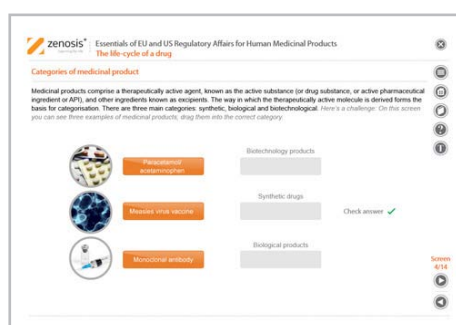 zenosis®
Essentials of EU and US Regulatory Affairs for Human Medicinal Products
The life-cycle of a drug
Categories of medicinal product
Medicinal products comprise a therapeutically active agent, known as the active substance (or drug substance, or active pharmaceutical
ingredient or API), and other ingredients known as excipients. The way in which the therapeutically active molecule is derived forms the
basis for categorisation. There are three main categories: synthetic, biological and biotechnological. Here's a challenge: On this screen
you can see three examples of medicinal products, drag them into the correct category.
Biotechnology products
Paracetamol/
acetaminophen
Synthetic drugs
Measles virus vaccine
Check answer
Biological products
Monoclonal antibody
Screen
4/14